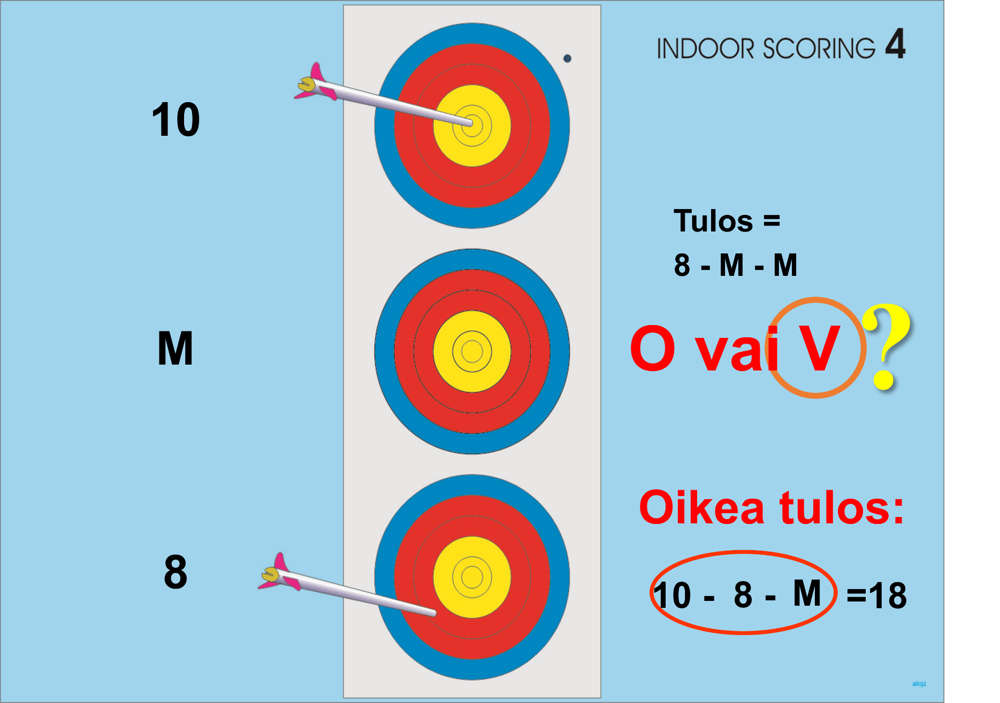 INDOOR SCORING 4
10
Tulos =
8 - M - M
M
O vai V ?
Oikea tulos:
8
10 - 8 - M =18
alojz